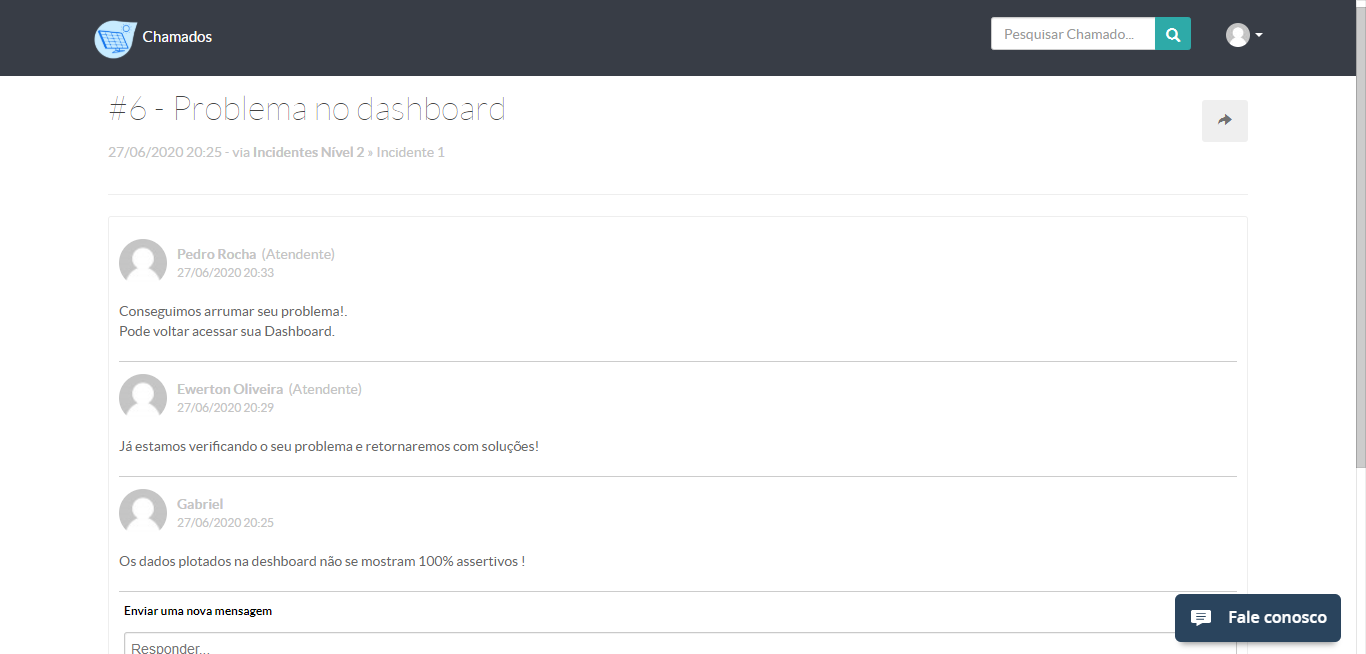 Chamados
Pesquisar Chamado...
#6 - Problema no dashboard
27/06/2020 20:25 - via Incidentes Nível 2 » Incidente 1
Pedro Rocha (Atendente)
27/06/2020 20:33
Conseguimos arrumar seu problema!.
Pode voltar acessar sua Dashboard.
Ewerton Oliveira (Atendente)
27/06/2020 20:29
Já estamos verificando o seu problema e retornaremos com soluções!
Gabriel
27/06/2020 20:25
Os dados plotados na deshboard não se mostram 100% assertivos !
Enviar uma nova mensagem
Responder...
Fale conosco